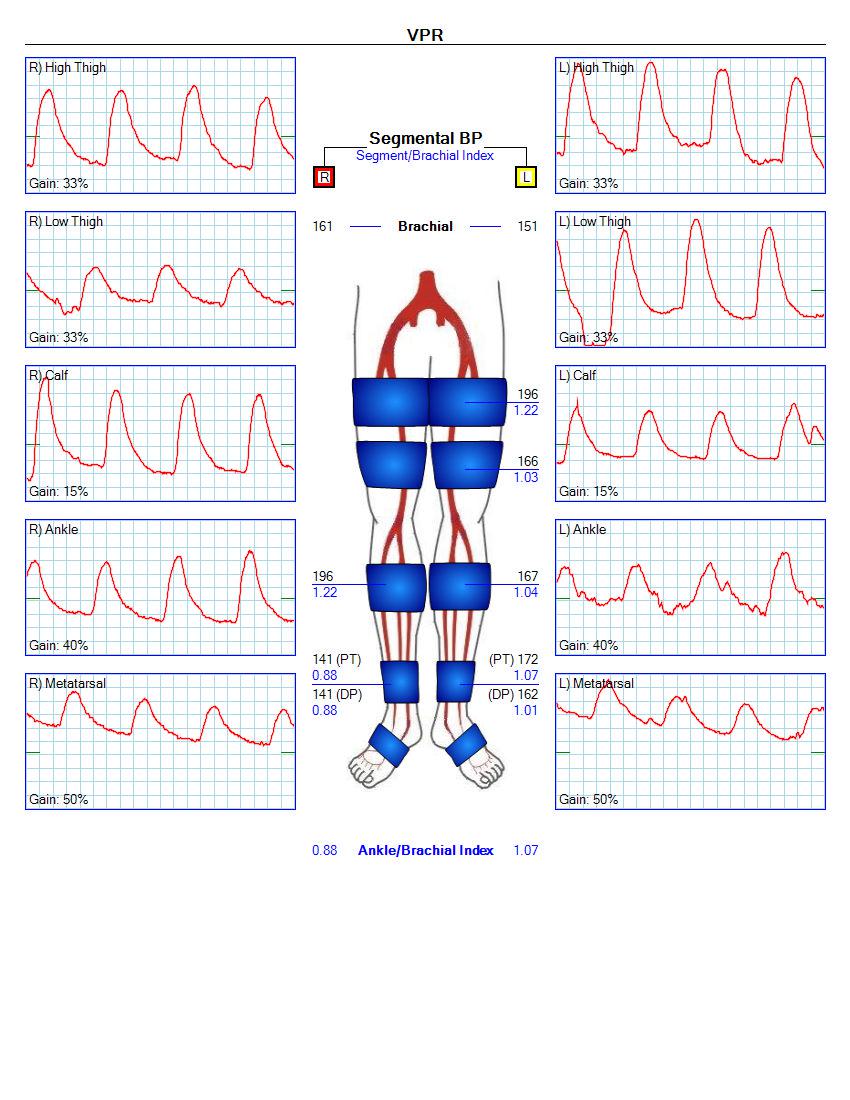 VPR
R) High Thigh
Gain: 33%
L) High Thigh
Gain: 33%
Segmental BP
Segment/Brachial Index
R
L
161 Brachial 151
R) Low Thigh
Gain: 33%
L) Low Thigh
Gain: 33%
R) Calf
Gain: 15%
L) Calf
Gain: 15%
196
1.22
166
1.03
R) Ankle
Gain: 40%
L) Ankle
Gain: 40%
196
1.22
167
1.04
R) Metatarsal
Gain: 50%
L) Metatarsal
Gain: 50%
141 (PT)
0.88
141 (DP)
0.88
(PT) 172
1.07
(DP) 162
1.01
0.88 Ankle/Brachial Index 1.07